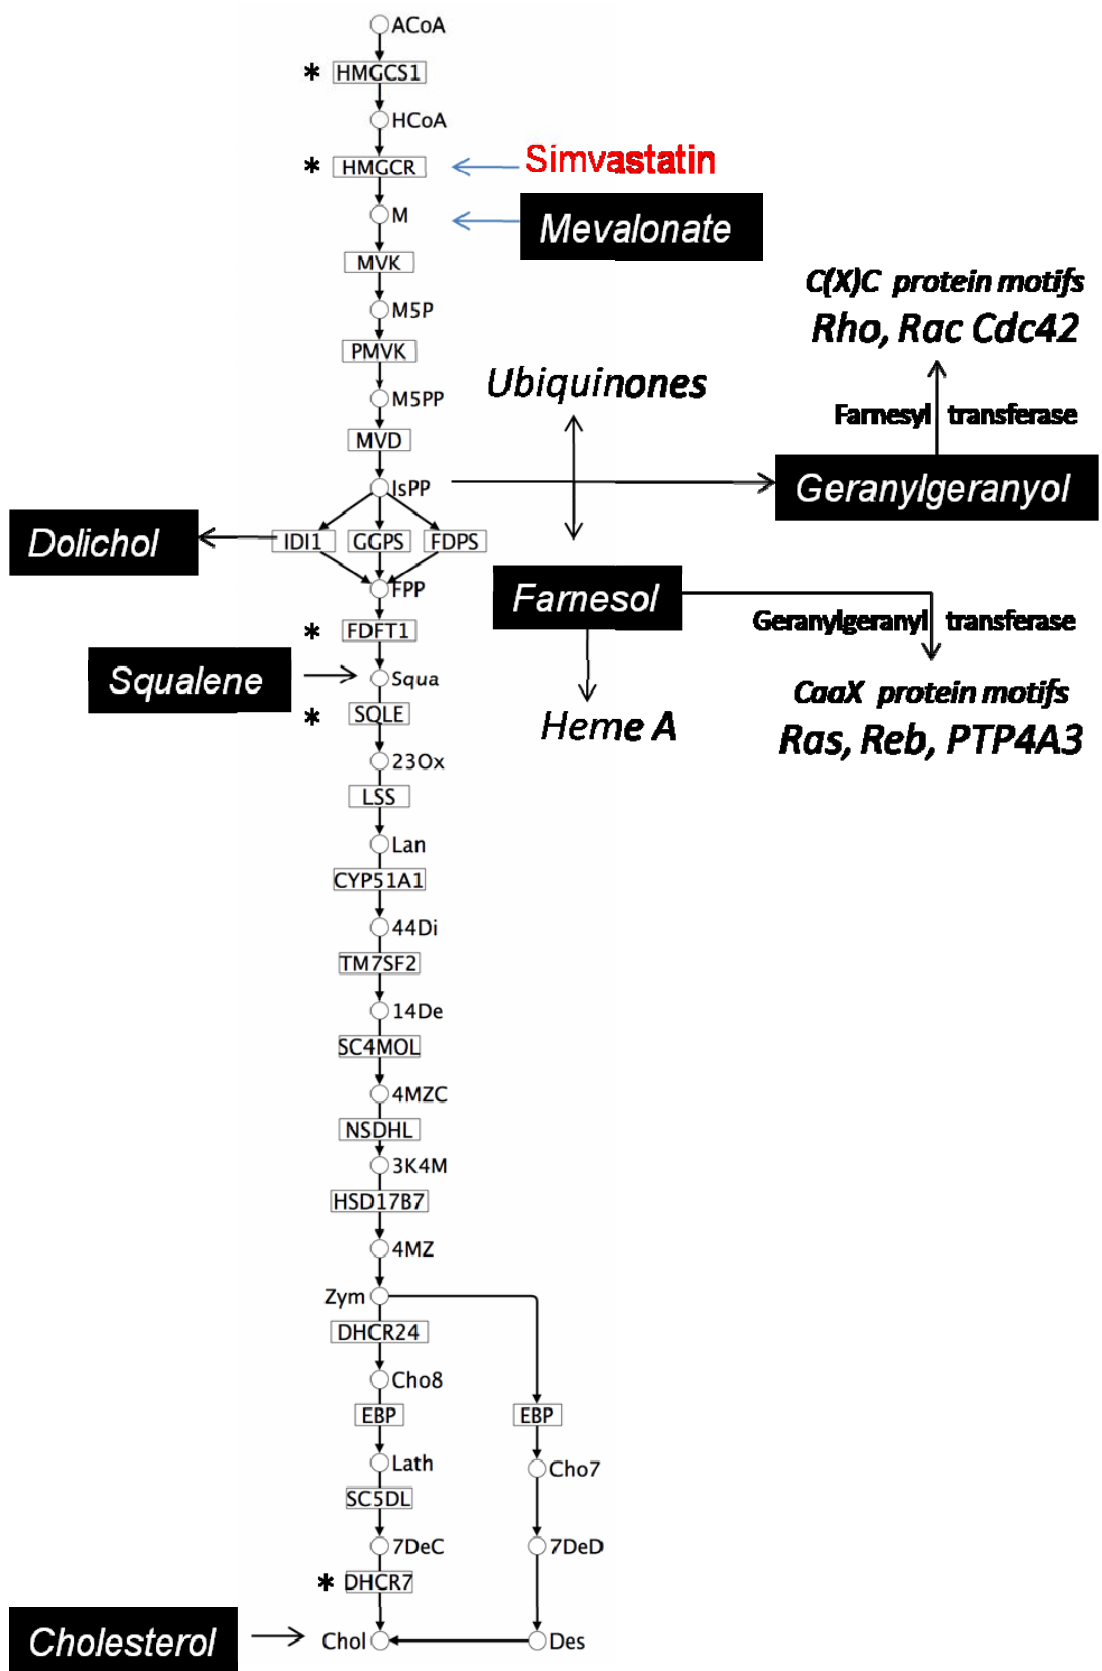 ACoA
* HMGCS1
HCoA
* HMGCR
Simvastatin
M
Mevalonate
MVK
M5P
PMVK
M5PP
MVD
IsPP
C(X)C protein motifs
Rho, Rac Cdc42
Ubiquinones
Farnesyl transferase
Geranylgeranyol
Dolichol
IDI1 GGPS FDPS
FPP
Farnesol
* FDFT1
Geranylgeranyl transferase
Squalene
Squa
* SQLE
Heme A
CaaX protein motifs
Ras, Reb, PTP4A3
23Ox
LSS
Lan
CYP51A1
44Di
TM7SF2
14De
SC4MOL
4MZC
NSDHL
3K4M
HSD17B7
4MZ
Zym
DHCR24
Cho8
EBP EBP
Lath Cho7
SC5DL
7DeC 7DeD
* DHCR7
Cholesterol
Chol Des